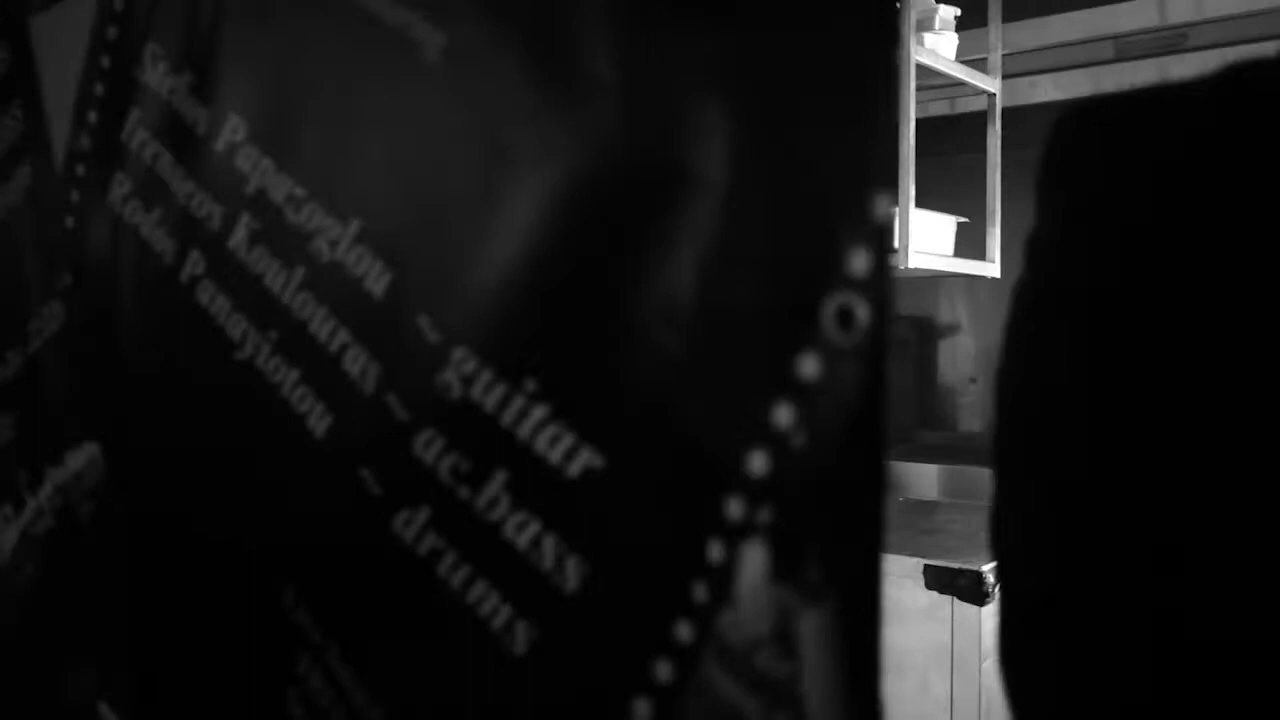 Stelios Papazoglou ~ guitar
Irenaeos Koulouras ~ ac.bass
Rodos Panayiotou ~ drums